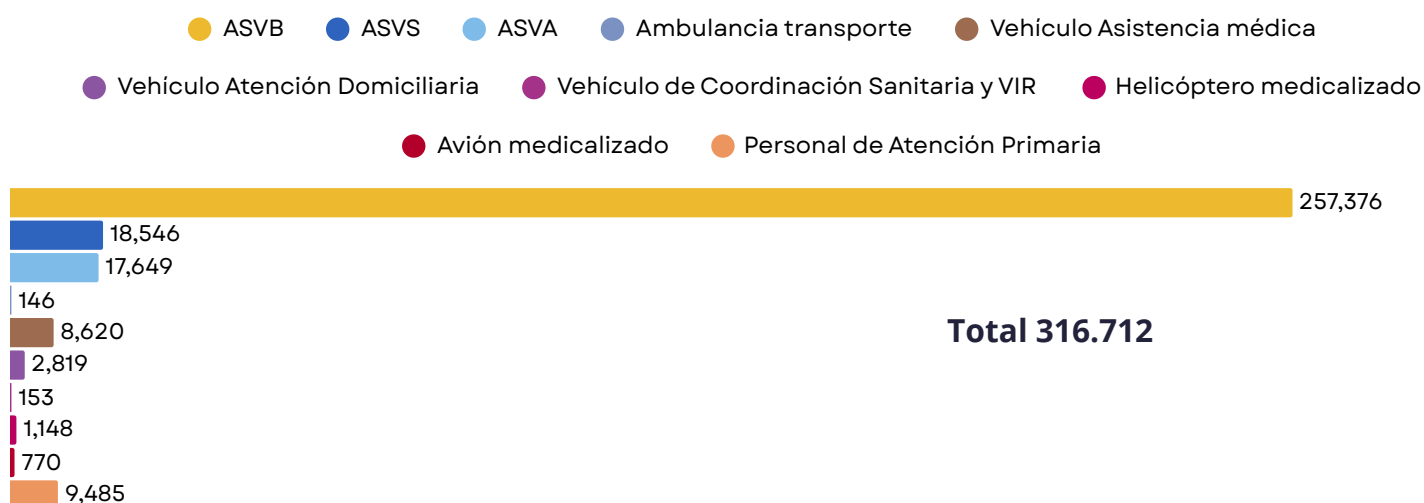 ASVB ASVS ASVA Ambulancia transporte Vehículo Asistencia médica
Vehículo Atención Domiciliaria Vehículo de Coordinación Sanitaria y VIR Helicóptero medicalizado
Avión medicalizado Personal de Atención Primaria
257,376
18,546
17,649
146
8,620
Total 316.712
2,819
153
1,148
770
9,485